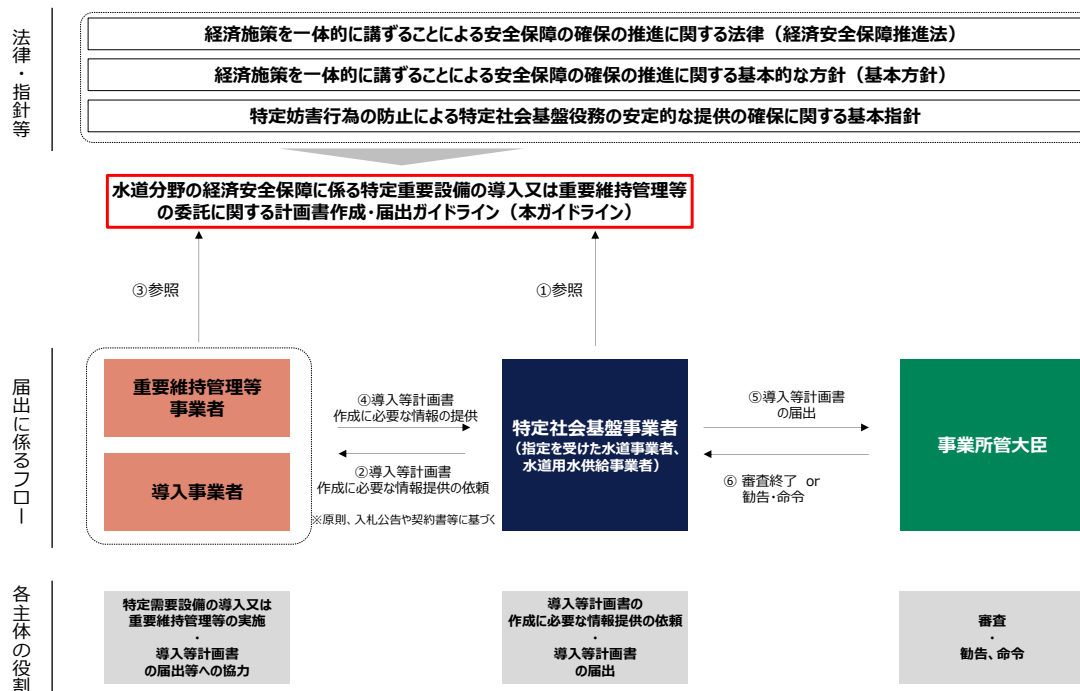 法律・指針等
経済施策を一体的に講ずることによる安全保障の確保の推進に関する法律（経済安全保障推進法）
経済施策を一体的に講ずることによる安全保障の確保の推進に関する基本的な方針（基本方針）
特定妨害行為の防止による特定社会基盤役務の安定的な提供の確保に関する基本指針
水道分野の経済安全保障に係る特定重要設備の導入又は重要維持管理等
の委託に関する計画書作成・届出ガイドライン（本ガイドライン）
③参照
①参照
届出に係るフロー
重要維持管理等
事業者
導入事業者
④導入等計画書
作成に必要な情報の提供
②導入等計画書
作成に必要な情報提供の依頼
※原則、入札公告や契約書等に基づく
特定社会基盤事業者
（指定を受けた水道事業者、
水道用水供給事業者）
⑤導入等計画書
の届出
⑥ 審査終了 or
勧告・命令
事業所管大臣
各主体の役割
特定需要設備の導入又は
重要維持管理等の実施
・
導入等計画書
の届出等への協力
導入等計画書の
作成に必要な情報提供の依頼
・
導入等計画書
の届出
審査
・
勧告、命令